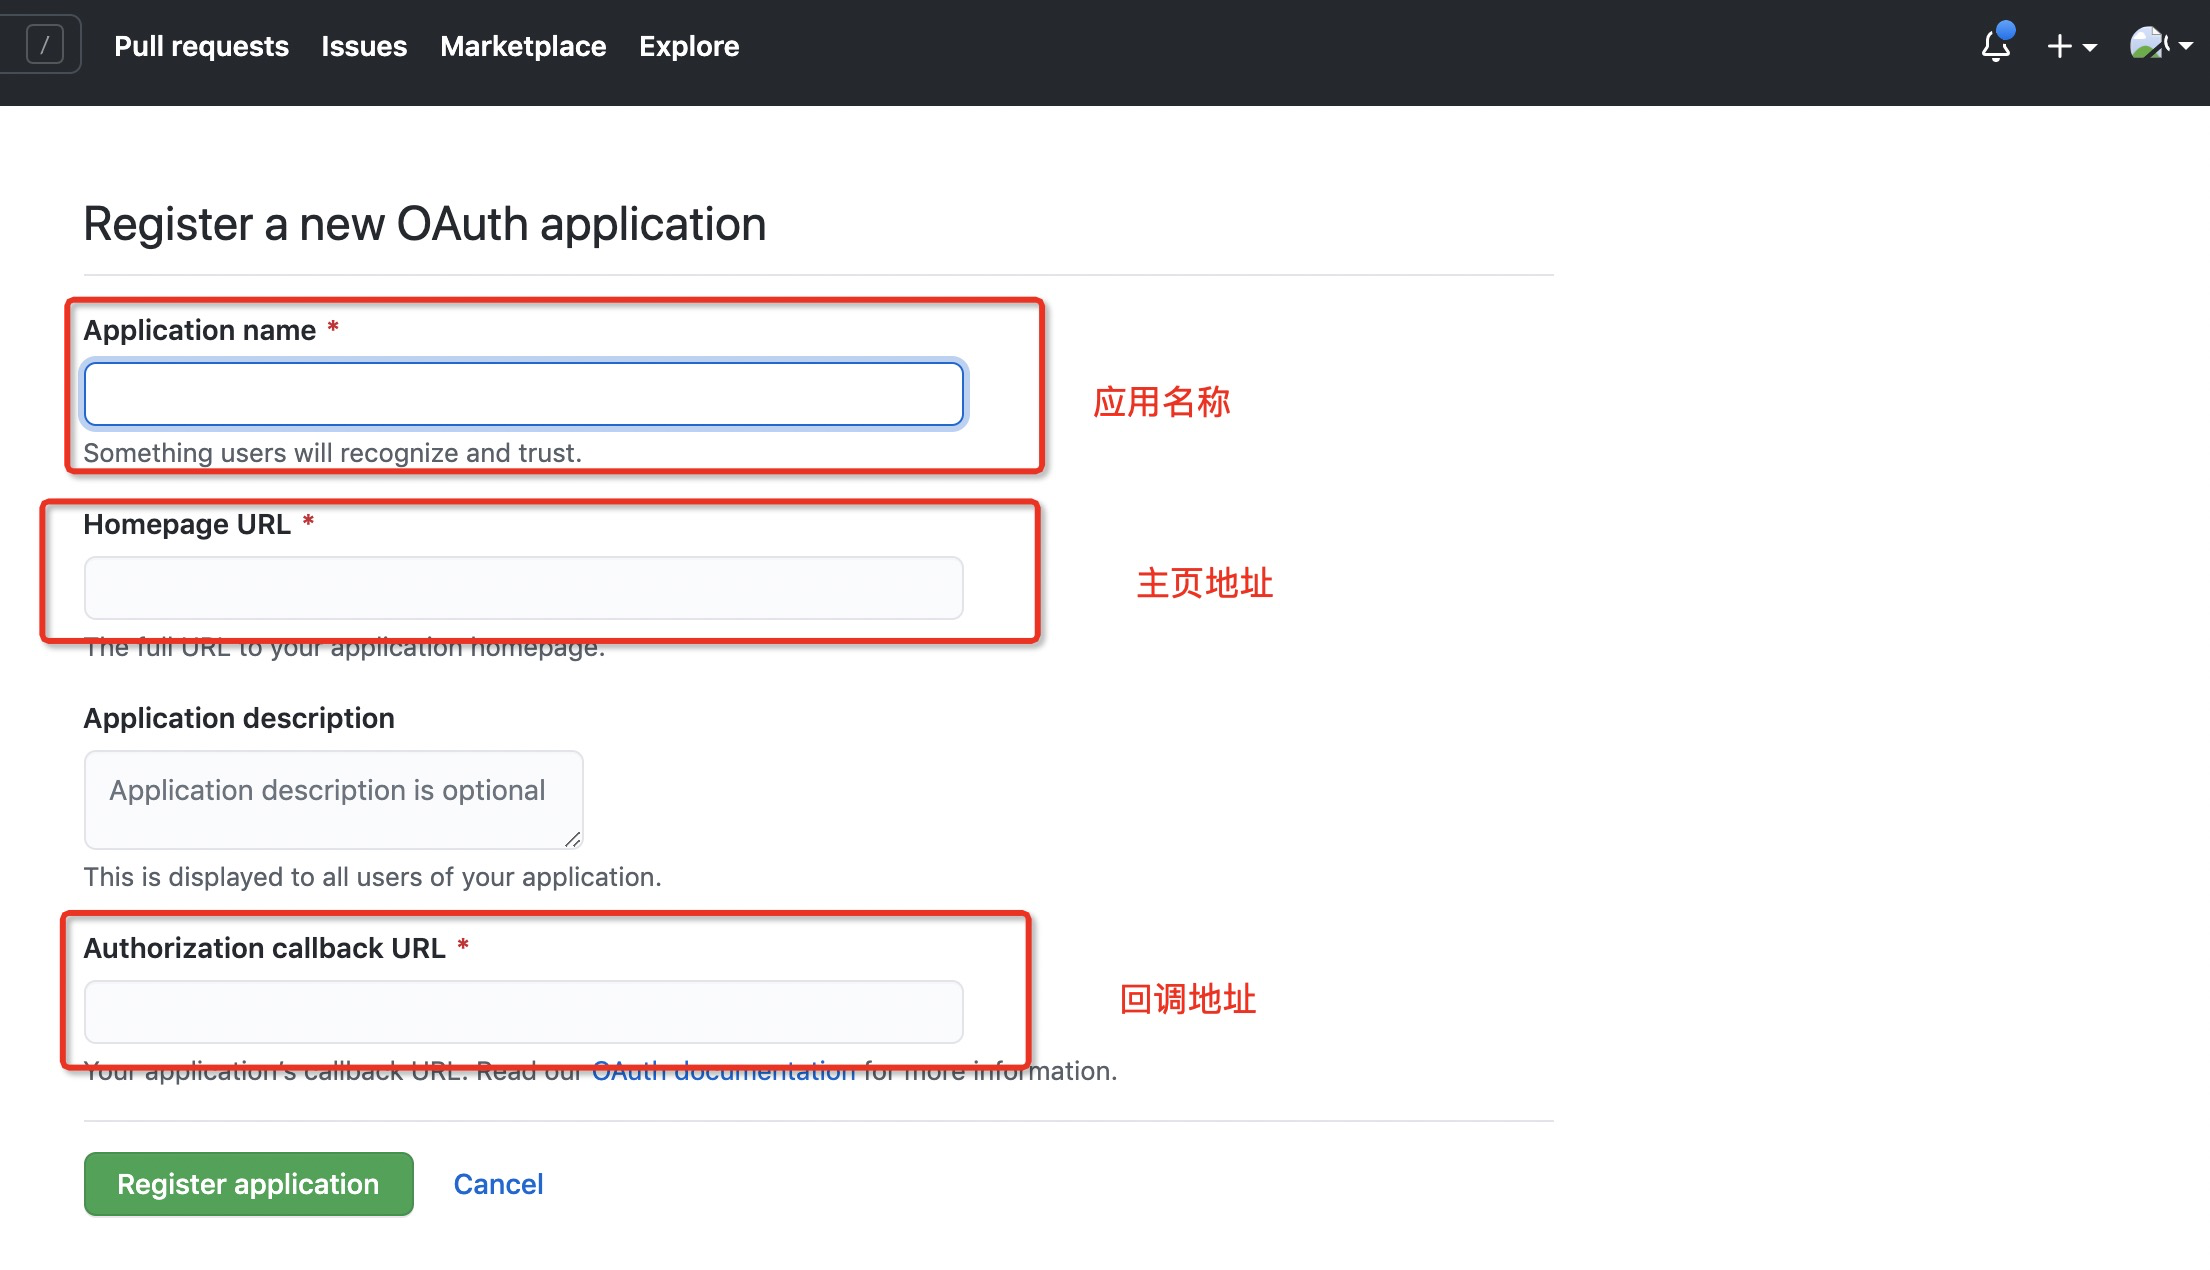 / Pull requests Issues Marketplace Explore
Register a new OAuth application
Application name *
应用名称
Something users will recognize and trust.
Homepage URL *
主页地址
The full URL to your application homepage.
Application description
Application description is optional
This is displayed to all users of your application.
Authorization callback URL *
回调地址
Your application's callback URL. Read our OAuth documentation for more information.
Register application Cancel